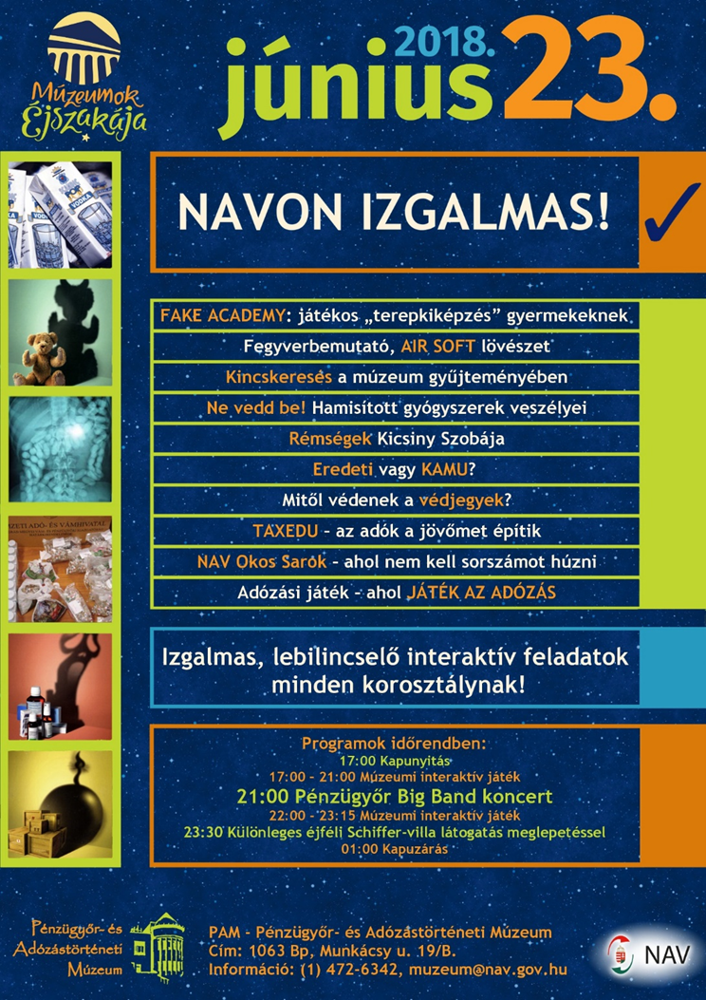 Múzeumok
Éjszakája
2018.
június 23.
NAVON IZGALMAS!
FAKE ACADEMY: játékos „terepkiképzés” gyermekeknek
Fegyverbemutató, AIR SOFT lövészet
Kincskeresés a múzeum gyűjteményében
Ne vedd be! Hamisított gyógyszerek veszélyei
Rémségek Kicsiny Szobája
Eredeti vagy KAMU?
Mitől védenek a védjegyek?
TAXEDU – az adók a jövőmet építik
NAV Okos Sarok – ahol nem kell sorszámot húzni
Adózási játék – ahol JÁTÉK AZ ADÓZÁS
Izgalmas, lebilincselő interaktív feladatok
minden korosztálynak!
Programok időrendben:
17:00 Kapunyitás
17:00 – 21:00 Múzeumi interaktív játék
21:00 Pénzügyőr Big Band koncert
22:00 – 23:15 Múzeumi interaktív játék
23:30 Különleges éjféli Schiffer-villa látogatás meglepetéssel
01:00 Kapuzárás
VODKA
VODKA
ZETI ADÓ- ÉS VÁMHIVATAL
Pénzügyőr- és
Adózástörténeti
Múzeum
PAM - Pénzügyőr- és Adózástörténeti Múzeum
Cím: 1063 Bp, Munkácsy u. 19/B.
Információ: (1) 472-6342, muzeum@nav.gov.hu
NAV